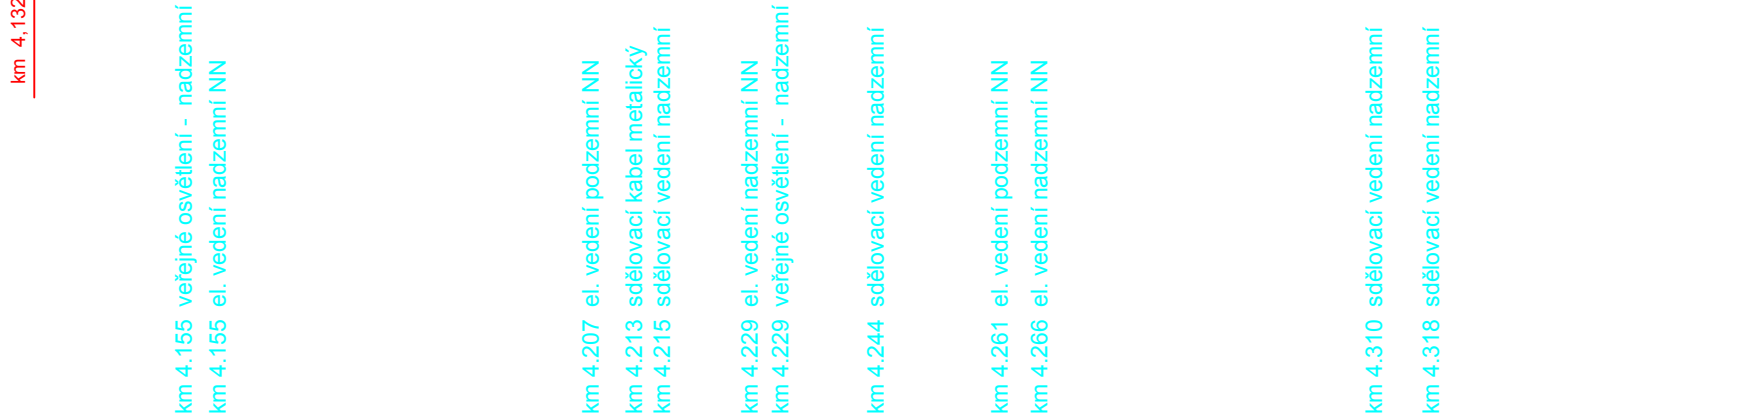 km 4,132
km 4.155 veřejné osvětlení - nadzemní
km 4.155 el. vedení nadzemní NN
km 4.207 el. vedení podzemní NN
km 4.213 sdělovací kabel metalický
km 4.215 sdělovací vedení nadzemní
km 4.229 el. vedení nadzemní NN
km 4.229 veřejné osvětlení - nadzemní
km 4.244 sdělovací vedení nadzemní
km 4.261 el. vedení podzemní NN
km 4.266 el. vedení nadzemní NN
km 4.310 sdělovací vedení nadzemní
km 4.318 sdělovací vedení nadzemní